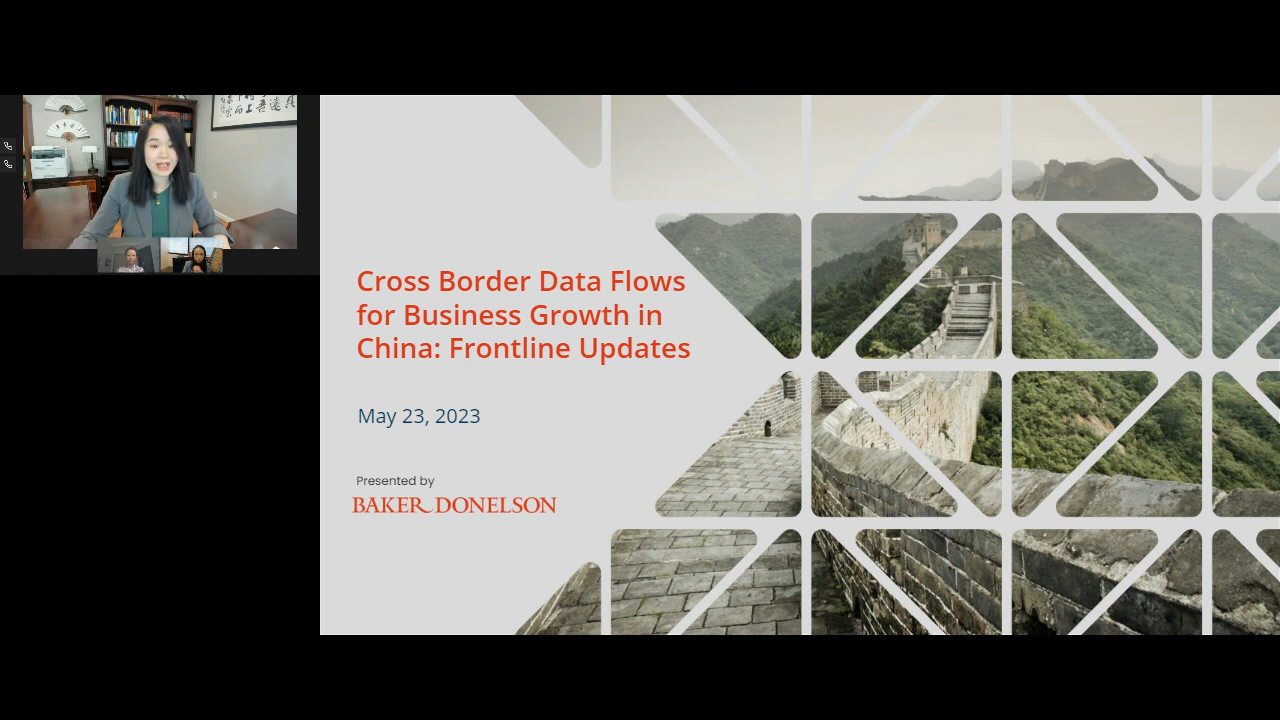 Cross Border Data Flows
for Business Growth in
China: Frontline Updates
May 23, 2023
Presented by
BAKER DONELSON